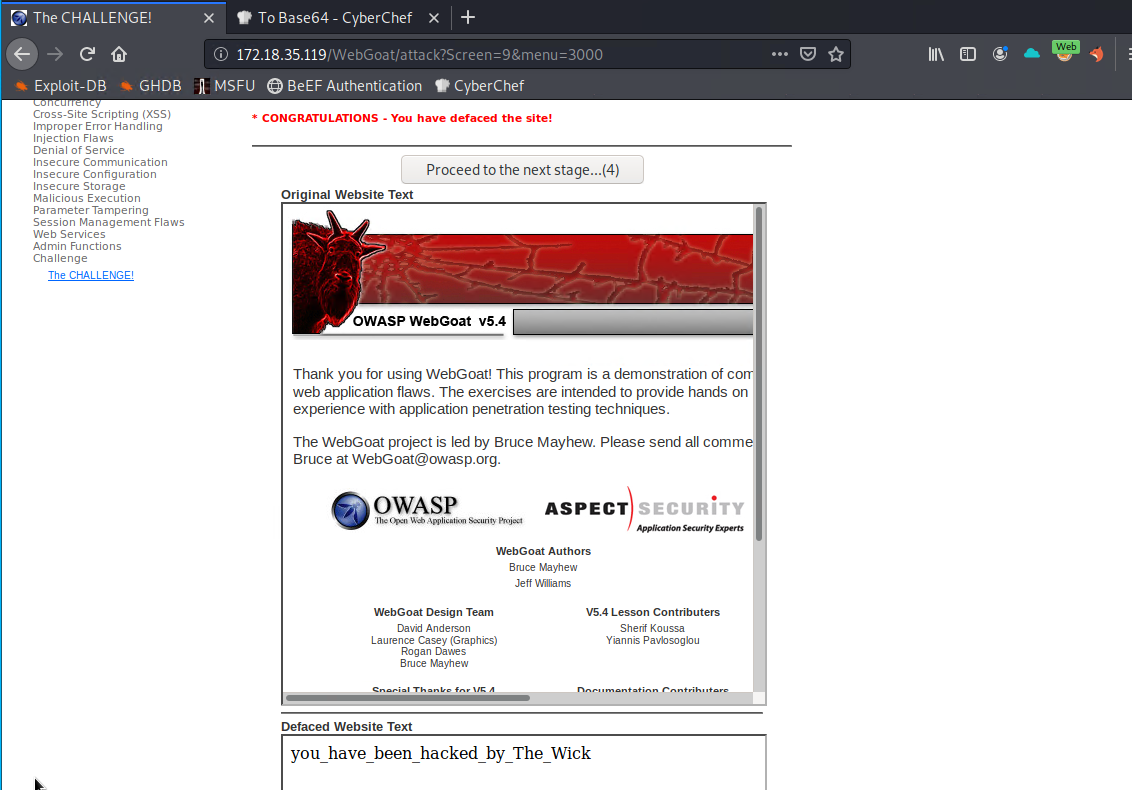 The CHALLENGE!
To Base64 - CyberChef
172.18.35.119/WebGoat/attack?Screen=9&menu=3000
Web
Exploit-DB GHDB MSFU BeEF Authentication CyberChef
Concurrency
Cross-Site Scripting (XSS)
Improper Error Handling
Injection Flaws
Denial of Service
Insecure Communication
Insecure Configuration
Insecure Storage
Malicious Execution
Parameter Tampering
Session Management Flaws
Web Services
Admin Functions
Challenge
The CHALLENGE!
* CONGRATULATIONS - You have defaced the site!
Proceed to the next stage...(4)
Original Website Text
OWASP WebGoat v5.4
Thank you for using WebGoat! This program is a demonstration of com
web application flaws. The exercises are intended to provide hands on
experience with application penetration testing techniques.
The WebGoat project is led by Bruce Mayhew. Please send all comme
Bruce at WebGoat@owasp.org.
OWASP
The Open Web Application Security Project
ASPECT SECURITY
Application Security Experts
WebGoat Authors
Bruce Mayhew
Jeff Williams
WebGoat Design Team
David Anderson
Laurence Casey (Graphics)
Rogan Dawes
Bruce Mayhew
V5.4 Lesson Contributers
Sherif Koussa
Yiannis Pavlosoglou
Special Thanks for V5.4
Documentation Contributers
Defaced Website Text
you_have_been_hacked_by_The_Wick